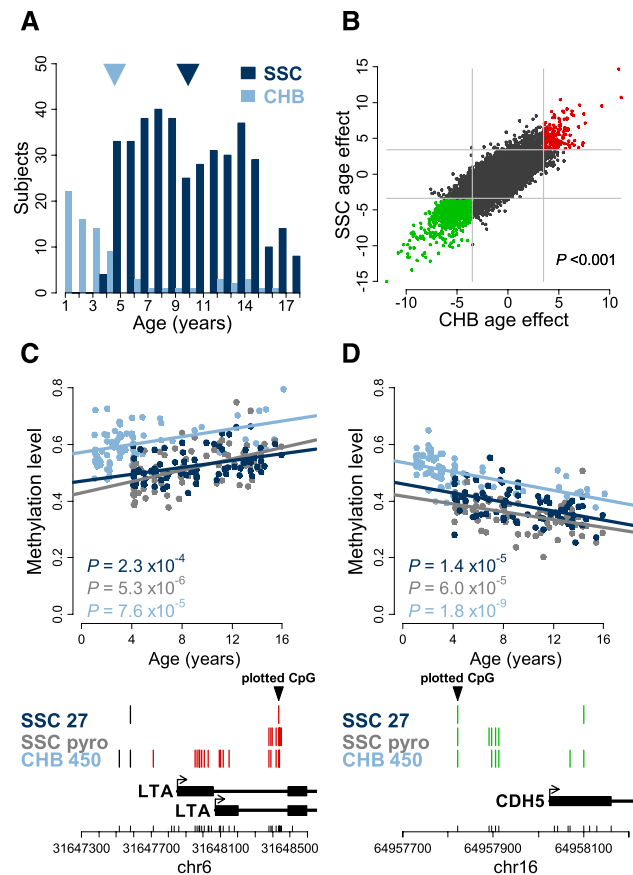 A
B
50
40
30
20
10
0
Subjects
SSC
CHB
1 3 5 7 9 11 14 17
Age (years)
15
10
5
0
-5
-10
-15
SSC age effect
P <0.001
-10 -5 0 5 10
CHB age effect
C
D
0.8
0.6
0.4
0.2
0.0
Methylation level
P = 2.3 x10-4
P = 5.3 x10-6
P = 7.6 x10-5
0 4 8 12 16
Age (years)
0.8
0.6
0.4
0.2
0.0
Methylation level
P = 1.4 x10-5
P = 6.0 x10-5
P = 1.8 x10-9
0 4 8 12 16
Age (years)
plotted CpG
SSC 27
SSC pyro
CHB 450
LTA
LTA
31647300 31647700 31648100 31648500
chr6
plotted CpG
SSC 27
SSC pyro
CHB 450
CDH5
64957700 64957900 64958100
chr16